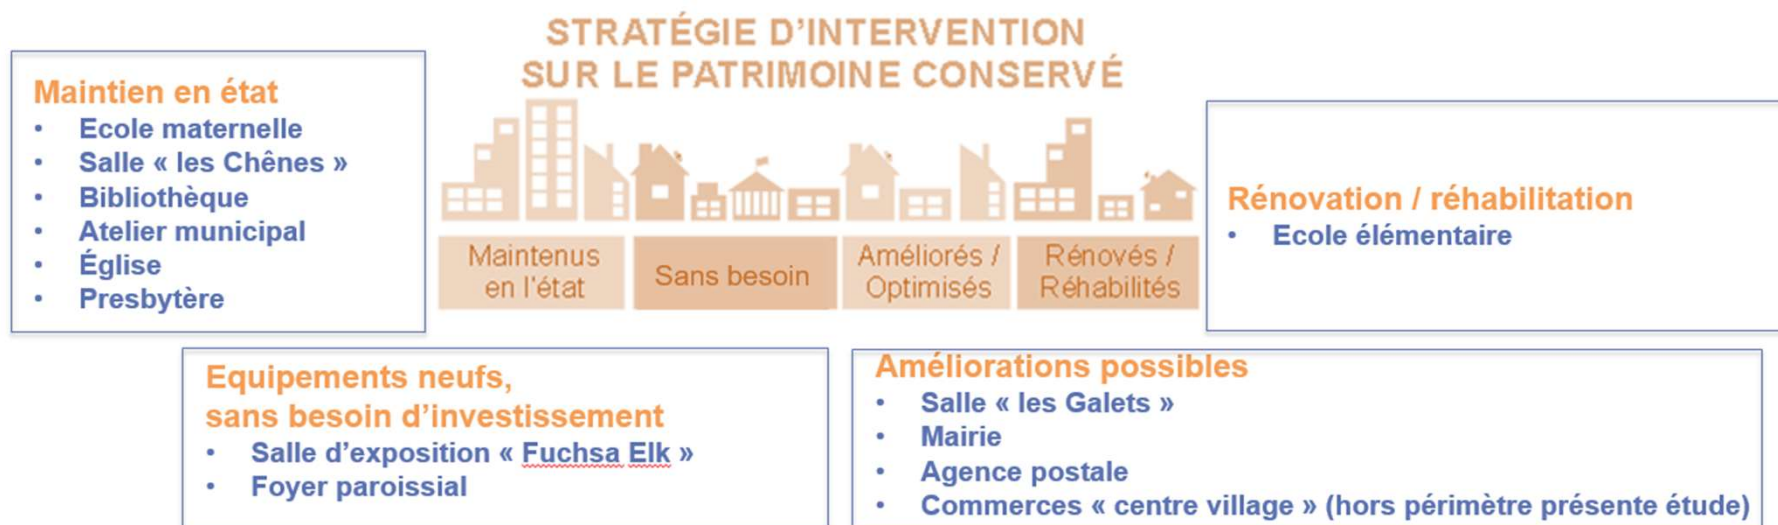 STRATÉGIE D’INTERVENTION
SUR LE PATRIMOINE CONSERVÉ
Maintien en état
• Ecole maternelle
• Salle « les Chênes »
• Bibliothèque
• Atelier municipal
• Église
• Presbytère
Maintenus
en l’état
Sans besoin
Améliorés /
Optimisés
Rénovés /
Réhabilités
Rénovation / réhabilitation
• Ecole élémentaire
Equipements neufs,
sans besoin d’investissement
• Salle d’exposition « Fuchsa Elk »
• Foyer paroissial
Améliorations possibles
• Salle « les Galets »
• Mairie
• Agence postale
• Commerces « centre village » (hors périmètre présente étude)